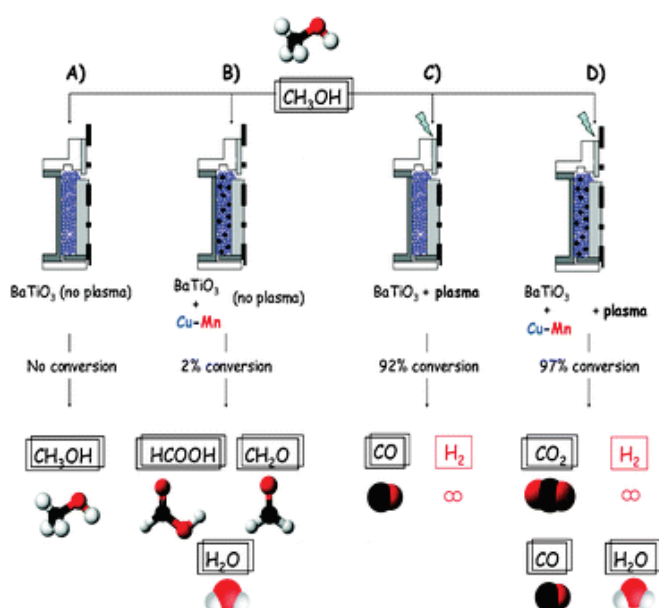 A) B) C) D)
CH₃OH
BaTiO₃ (no plasma)
BaTiO₃
+
Cu-Mn
(no plasma)
BaTiO₃ + plasma
BaTiO₃
+
Cu-Mn
+ plasma
No conversion
2% conversion
92% conversion
97% conversion
CH₃OH
HCOOH
CH₂O
H₂O
CO
H₂
CO₂
H₂
CO
H₂O